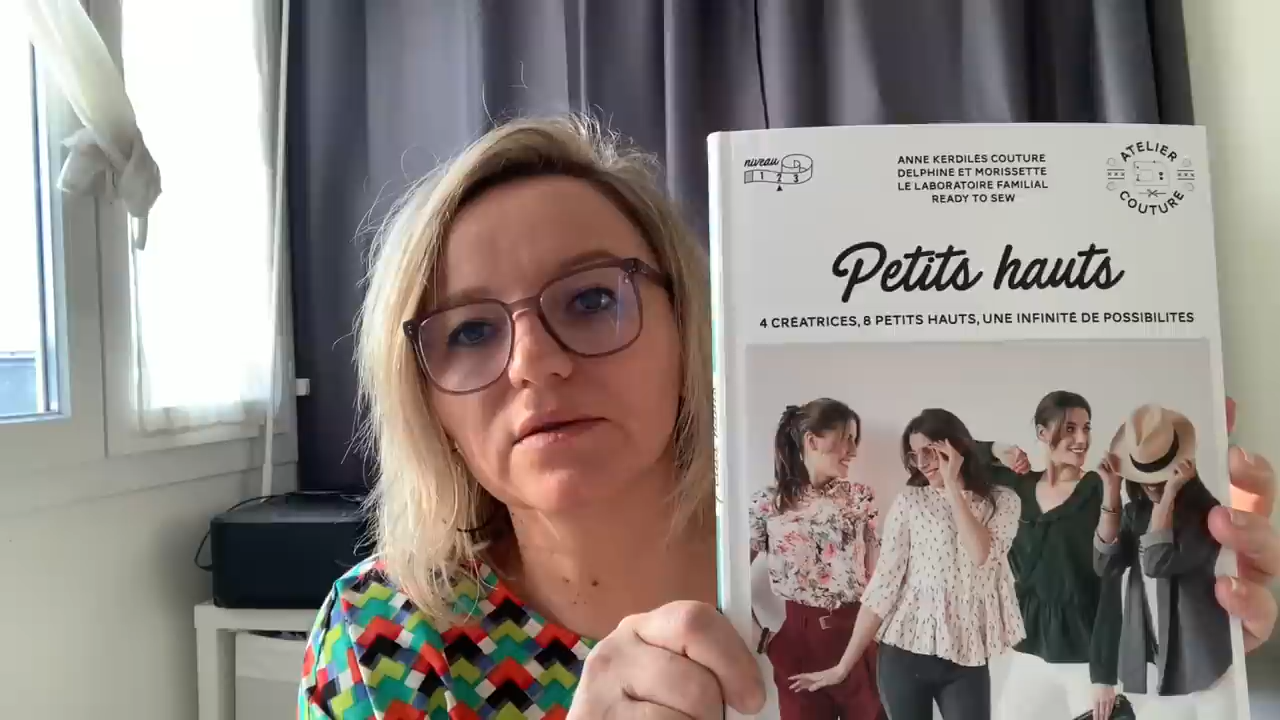 niveau
1 2 3
ANNE KERDILES COUTURE
DELPHINE ET MORISSETTE
LE LABORATOIRE FAMILIAL
READY TO SEW
ATELIER
COUTURE
Petits hauts
4 CRÉATRICES, 8 PETITS HAUTS, UNE INFINITÉ DE POSSIBILITÉS